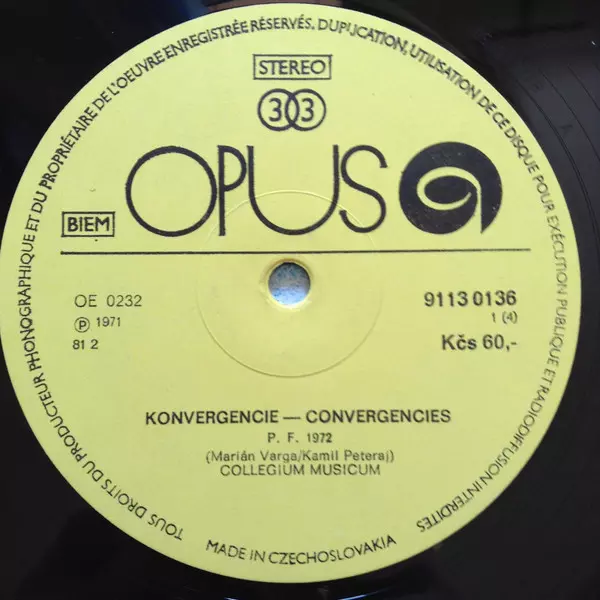 TOUS DROITS DU PRODUCTEUR PHONOGRAPHIQUE ET DU PROPRIÉTAIRE DE L'OEUVRE ENREGISTRÉE RÉSERVÉS. DUPLICATION, UTILISATION DE CE DISQUE POUR EXÉCUTION PUBLIQUE ET RADIODIFFUSION INTERDITES
STEREO
33
OPUS
BIEM
OE 0232
℗ 1971
81 2
9113 0136
1 (4)
Kčs 60,-
KONVERGENCIE — CONVERGENCIES
P. F. 1972
(Marián Varga/Kamil Peteraj)
COLLEGIUM MUSICUM
MADE IN CZECHOSLOVAKIA